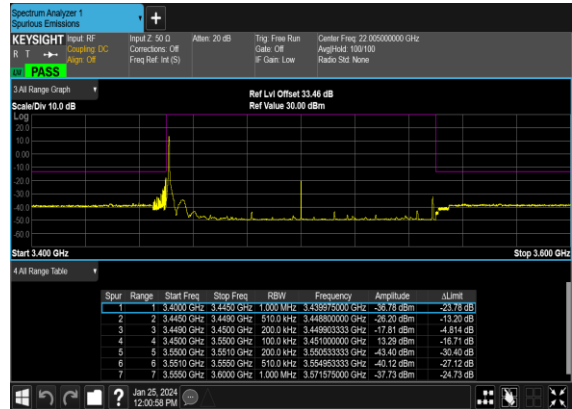 Spectrum Analyzer 1
Spurious Emissions
+
KEYSIGHT Input: RF Input Z: 50 Ω Atten: 20 dB Trig: Free Run Center Freq: 22.005000000 GHz
R T Coupling: DC Corrections: Off Gate: Off Avg|Hold: 100/100
Align: Off Freq Ref: Int (S) IF Gain: Low Radio Std: None
PASS
3 All Range Graph
Ref Lvl Offset 33.46 dB
Scale/Div 10.0 dB Ref Value 30.00 dBm
Log
20.0
10.0
0.00
-10.0
-20.0
-30.0
-40.0
-50.0
-60.0
Start 3.400 GHz Stop 3.600 GHz
4 All Range Table
Spur Range Start Freq Stop Freq RBW Frequency Amplitude ΔLimit
1 1 3.4000 GHz 3.4450 GHz 1.000 MHz 3.439975000 GHz -36.78 dBm -23.78 dB
2 2 3.4450 GHz 3.4490 GHz 510.0 kHz 3.448800000 GHz -26.20 dBm -13.20 dB
3 3 3.4490 GHz 3.4500 GHz 200.0 kHz 3.449903333 GHz -17.81 dBm -4.814 dB
4 4 3.4500 GHz 3.5500 GHz 100.0 kHz 3.451000000 GHz 13.29 dBm -16.71 dB
5 5 3.5500 GHz 3.5510 GHz 200.0 kHz 3.550533333 GHz -43.40 dBm -30.40 dB
6 6 3.5510 GHz 3.5550 GHz 510.0 kHz 3.554953333 GHz -40.12 dBm -27.12 dB
7 7 3.5550 GHz 3.6000 GHz 1.000 MHz 3.571575000 GHz -37.73 dBm -24.73 dB
? Jan 25, 2024
12:00:58 PM